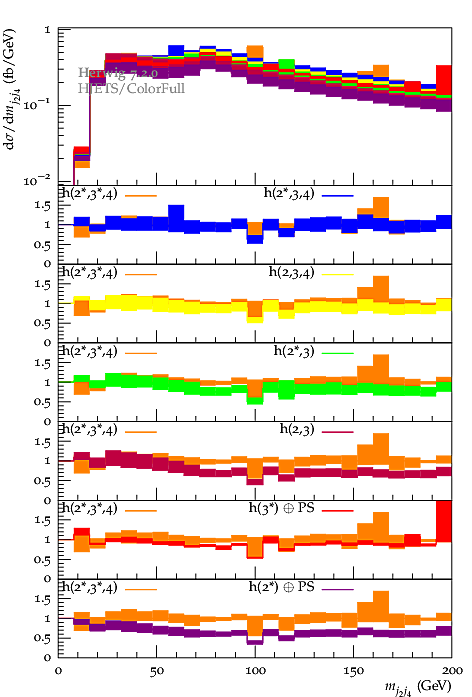 dσ/dm_{j2j4} (fb/GeV)
1
10⁻¹
10⁻²
Herwig 7.2.0
HJETS/ColorFull
h(2*,3*,4) h(2*,3,4)
1.5
1
0.5
0
h(2*,3*,4) h(2,3,4)
1.5
1
0.5
0
h(2*,3*,4) h(2*,3)
1.5
1
0.5
0
h(2*,3*,4) h(2,3)
1.5
1
0.5
0
h(2*,3*,4) h(3*) ⊕ PS
1.5
1
0.5
0
h(2*,3*,4) h(2*) ⊕ PS
1.5
1
0.5
0
0 50 100 150 200
m_{j2j4} (GeV)